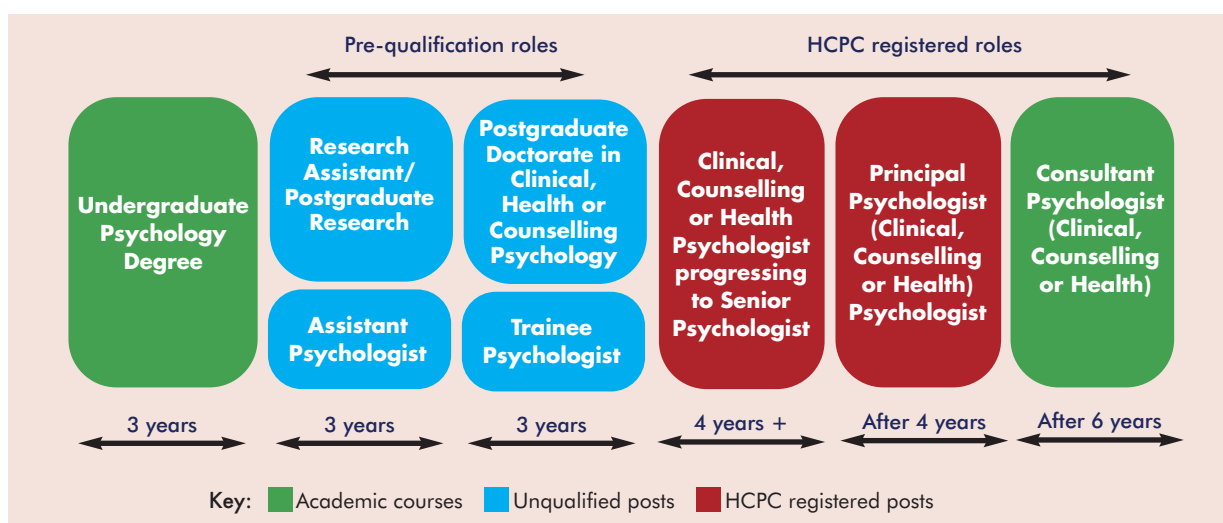 Pre-qualification roles
HCPC registered roles
Undergraduate
Psychology
Degree
Research
Assistant/
Postgraduate
Research
Assistant
Psychologist
Postgraduate
Doctorate in
Clinical,
Health or
Counselling
Psychology
Trainee
Psychologist
Clinical,
Counselling
or Health
Psychologist
progressing
to Senior
Psychologist
Principal
Psychologist
(Clinical,
Counselling
or Health)
Psychologist
Consultant
Psychologist
(Clinical,
Counselling
or Health)
3 years
3 years
3 years
4 years +
After 4 years
After 6 years
Key: Academic courses Unqualified posts HCPC registered posts